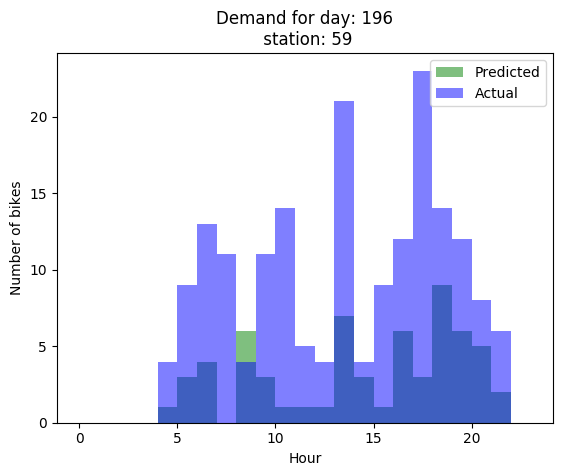 Demand for day: 196
station: 59
Predicted
Actual
Number of bikes
20
15
10
5
0
0 5 10 15 20
Hour